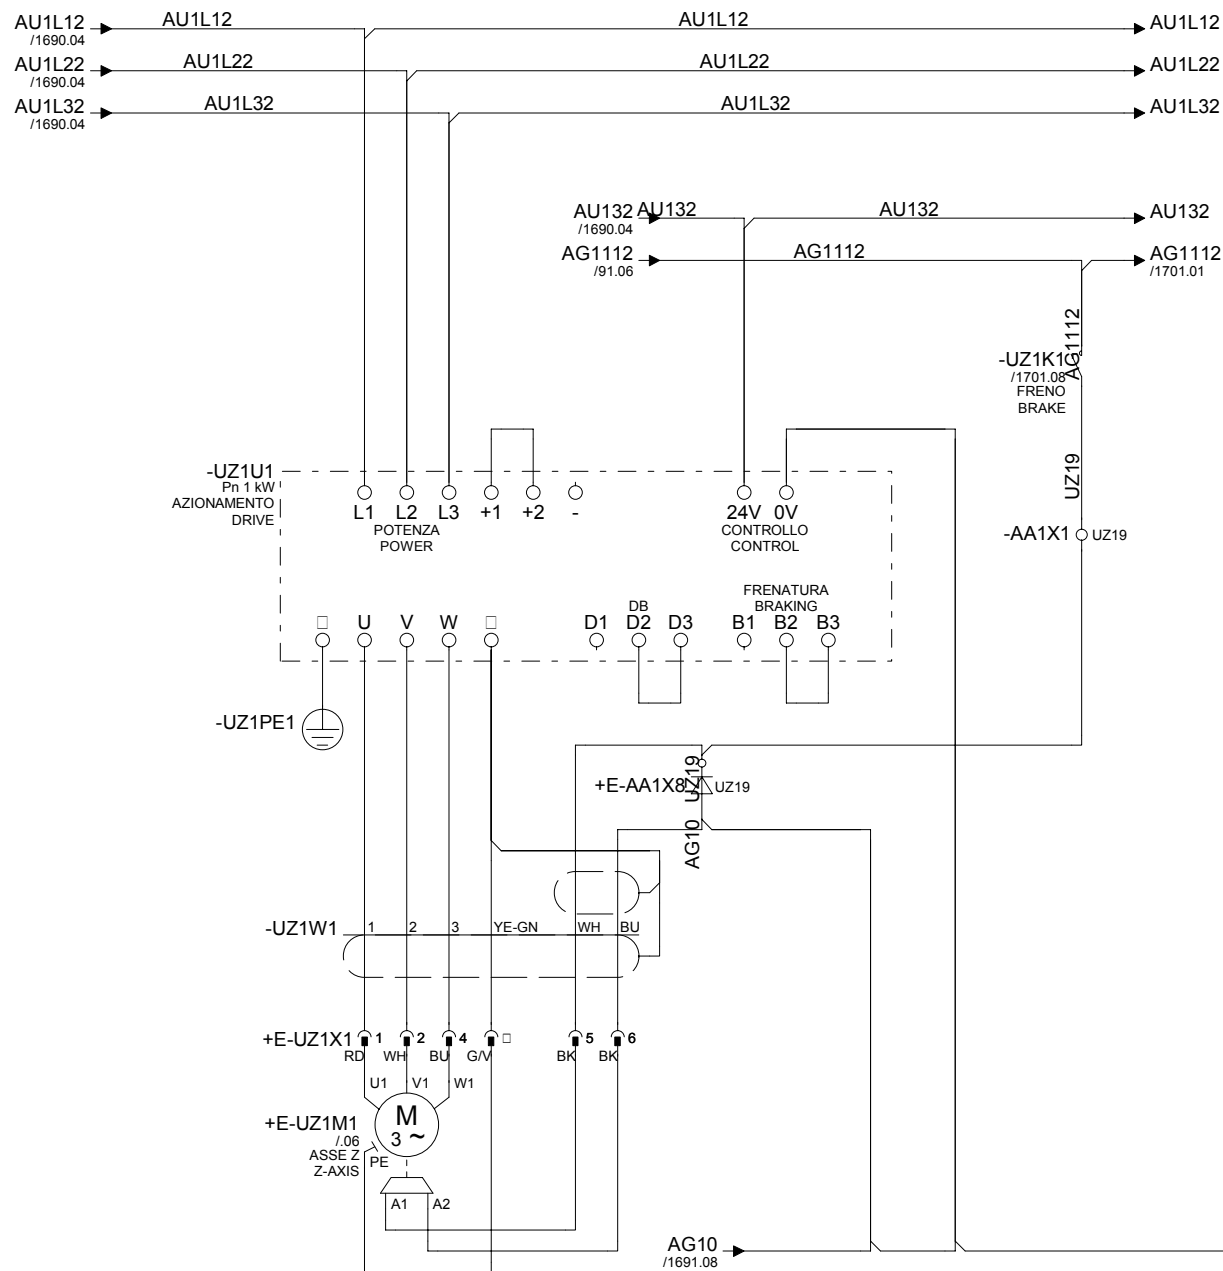 AU1L12 AU1L12 AU1L12 AU1L12
/1690.04
AU1L22 AU1L22 AU1L22 AU1L22
/1690.04
AU1L32 AU1L32 AU1L32 AU1L32
/1690.04
AU132 AU132 AU132 AU132
/1690.04
AG1112 AG1112 AG1112
/91.06 /1701.01
AG1112
-UZ1K1
/1701.08
FRENO
BRAKE
UZ19
-UZ1U1
Pn 1 kW
AZIONAMENTO
DRIVE
L1 L2 L3 +1 +2 - 24V 0V
POTENZA
POWER
CONTROLLO
CONTROL
-AA1X1 UZ19
DB
FRENATURA
BRAKING
U V W D1 D2 D3 B1 B2 B3
-UZ1PE1
UZ19
+E-AA1X8 UZ19
AG10
-UZ1W1 1 2 3 YE-GN WH BU
+E-UZ1X1 1 2 4 5 6
RD WH BU G/V BK BK
U1 V1 W1
+E-UZ1M1
/.06
ASSE Z
Z-AXIS
M
3 ~
PE
A1 A2
AG10
/1691.08